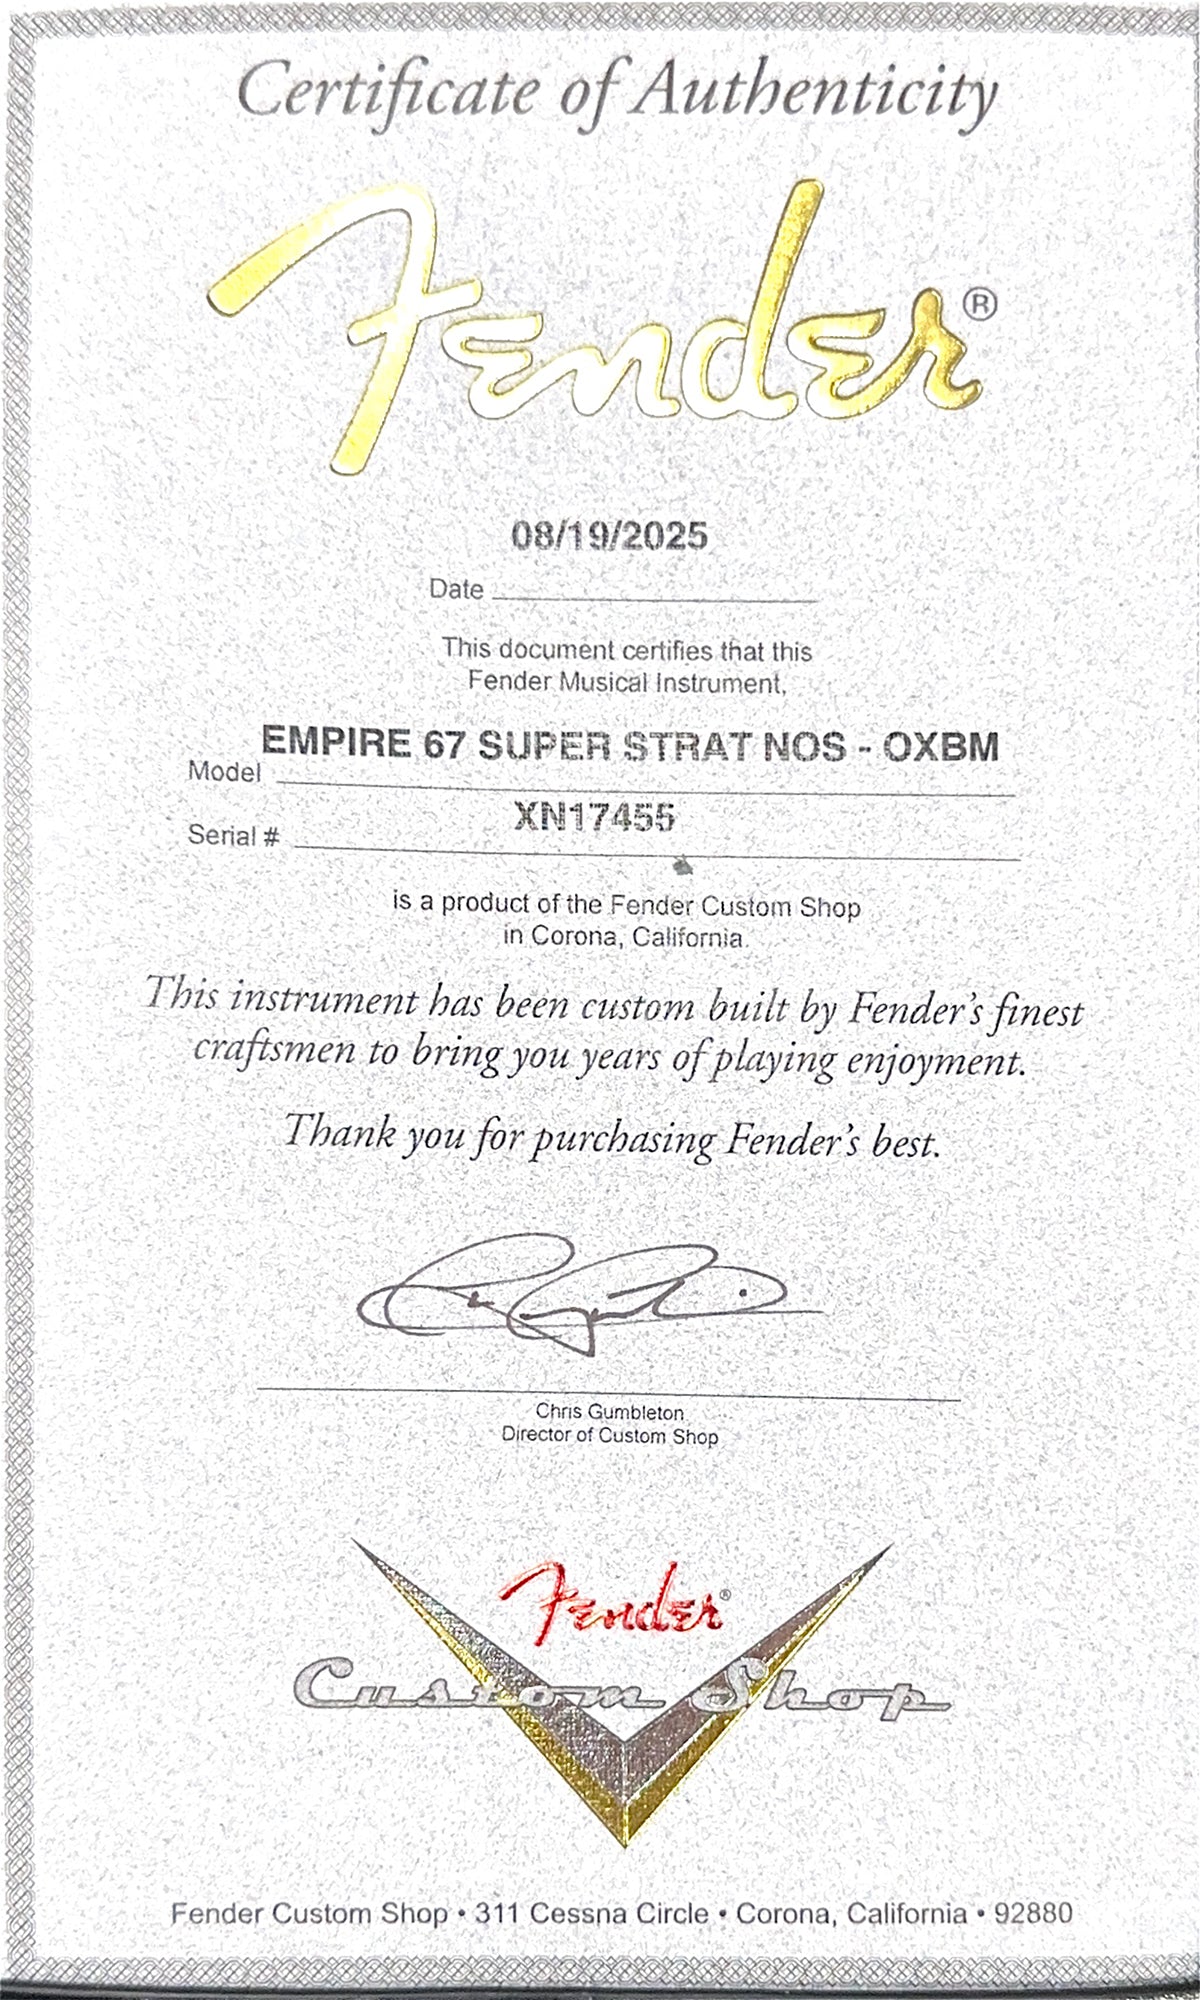 Certificate of Authenticity
Fender®
08/19/2025
Date
This document certifies that this
Fender Musical Instrument,
EMPIRE 67 SUPER STRAT NOS - OXBM
Model
XN17455
Serial #
is a product of the Fender Custom Shop
in Corona, California.
This instrument has been custom built by Fender's finest
craftsmen to bring you years of playing enjoyment.
Thank you for purchasing Fender's best.
Chris Gumbleton
Director of Custom Shop
Fender®
Custom Shop
Fender Custom Shop • 311 Cessna Circle • Corona, California • 92880